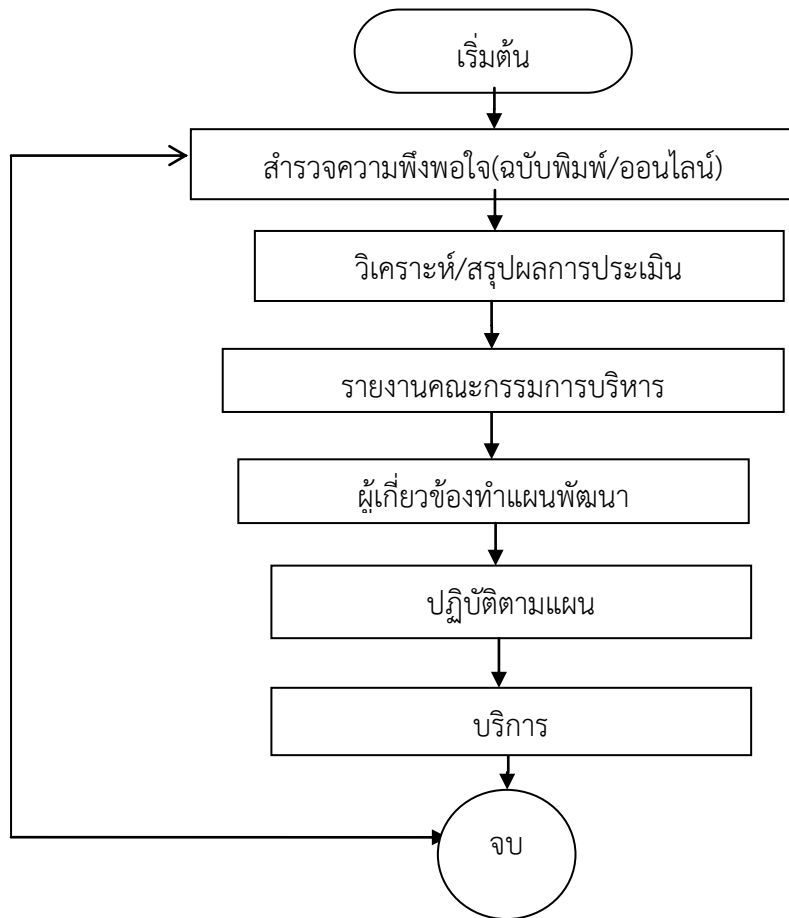 เริ่มต้น
สำรวจความพึงพอใจ(ฉบับพิมพ์/ออนไลน์)
วิเคราะห์/สรุปผลการประเมิน
รายงานคณะกรรมการบริหาร
ผู้เกี่ยวข้องทำแผนพัฒนา
ปฏิบัติตามแผน
บริการ
จบ